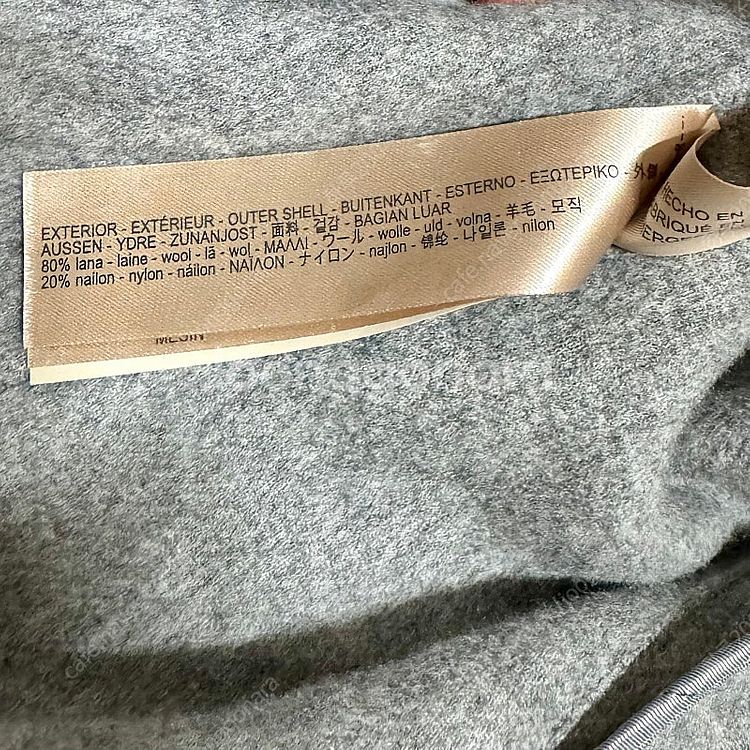 EXTERIOR - EXTÉRIEUR - OUTER SHELL - BUITENKANT - ESTERNO - ΕΞΩΤΕΡΙΚΟ - 外側
AUSSEN - YDRE - ZUNANJOST - 面料 - 겉감 - BAGIAN LUAR
80% lana - laine - wool - lã - wol - ΜΑΛΛΙ - ウール - wolle - uld - volna - 羊毛 - 모직
20% nailon - nylon - náilon - ΝΑΪΛΟΝ - ナイロン - najlon - 锦纶 - 나일론 - nilon
HECHO EN